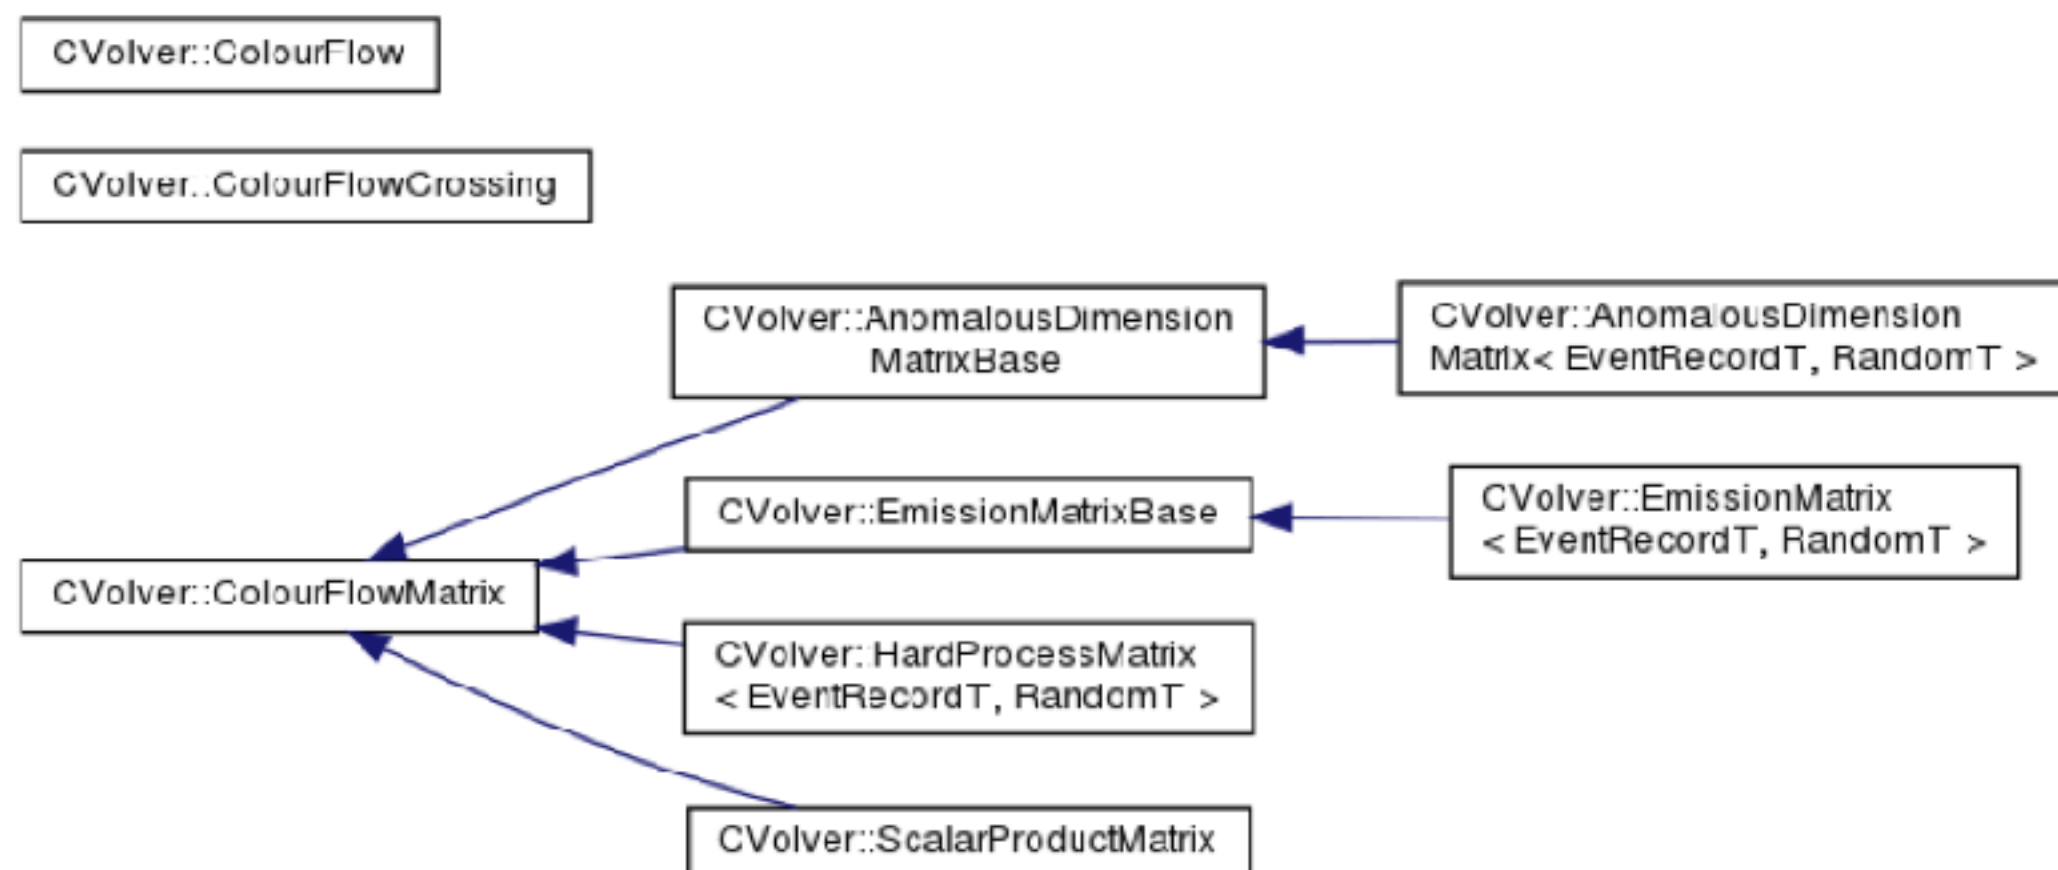 CVolver::ColourFlow
CVolver::ColourFlowCrossing
CVolver::AnomalousDimension
MatrixBase
CVolver::AnomalousDimension
Matrix< EventRecordT, RandomT >
CVolver::EmissionMatrixBase
CVolver::EmissionMatrix
< EventRecordT, RandomT >
CVolver::ColourFlowMatrix
CVolver::HardProcessMatrix
< EventRecordT, RandomT >
CVolver::ScalarProductMatrix